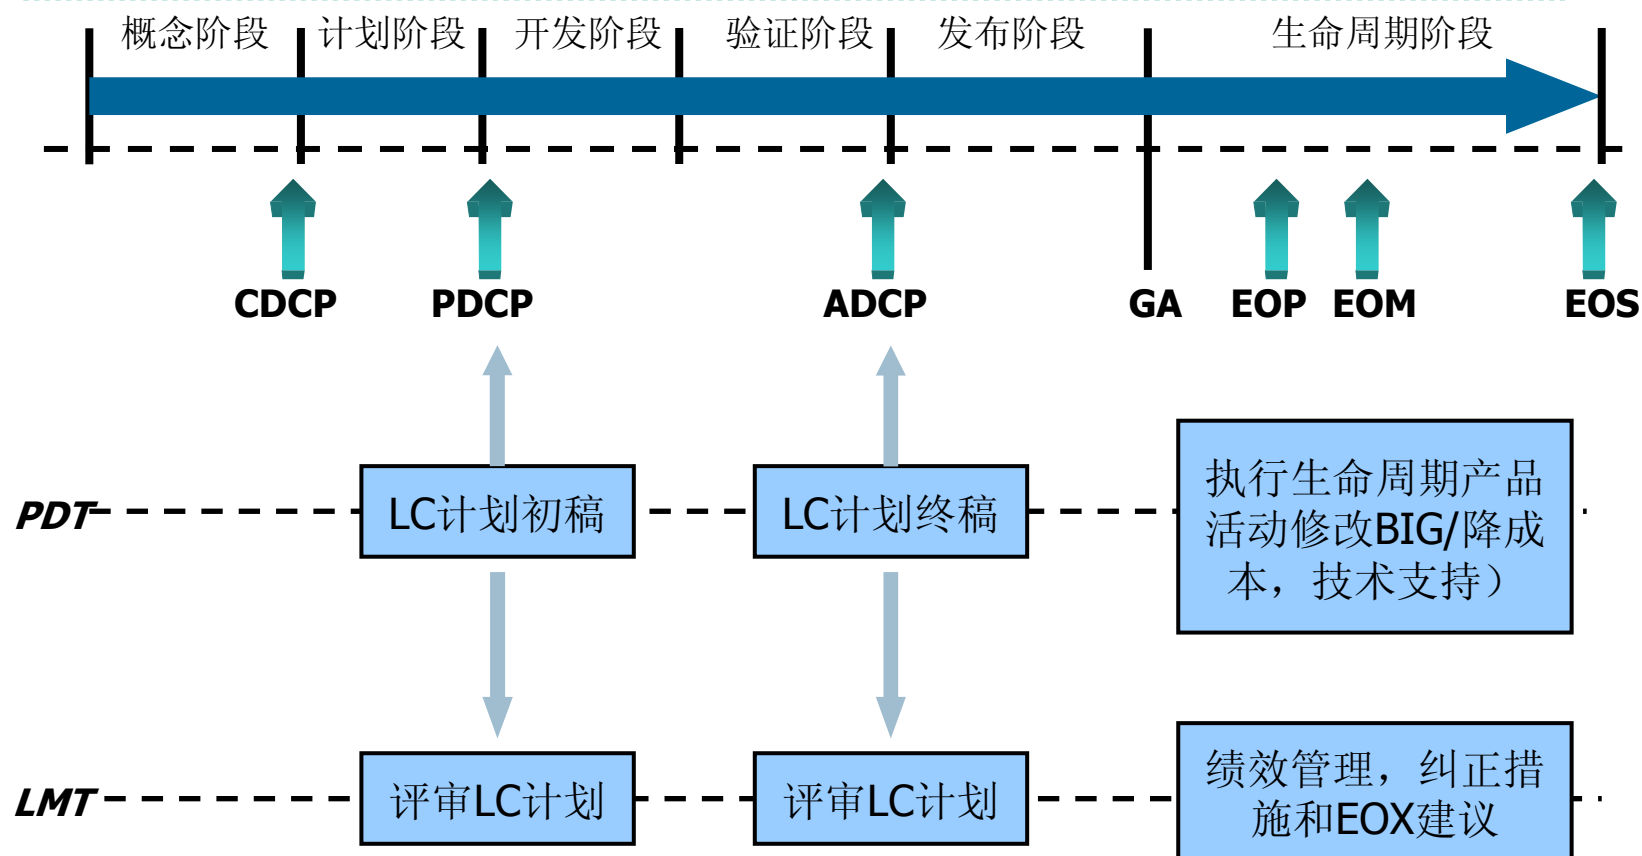 概念阶段 计划阶段 开发阶段 验证阶段 发布阶段 生命周期阶段
CDCP PDCP ADCP GA EOP EOM EOS
PDT
LC计划初稿
LC计划终稿
执行生命周期产品
活动修改BIG/降成
本，技术支持）
LMT
评审LC计划
评审LC计划
绩效管理，纠正措
施和EOX建议